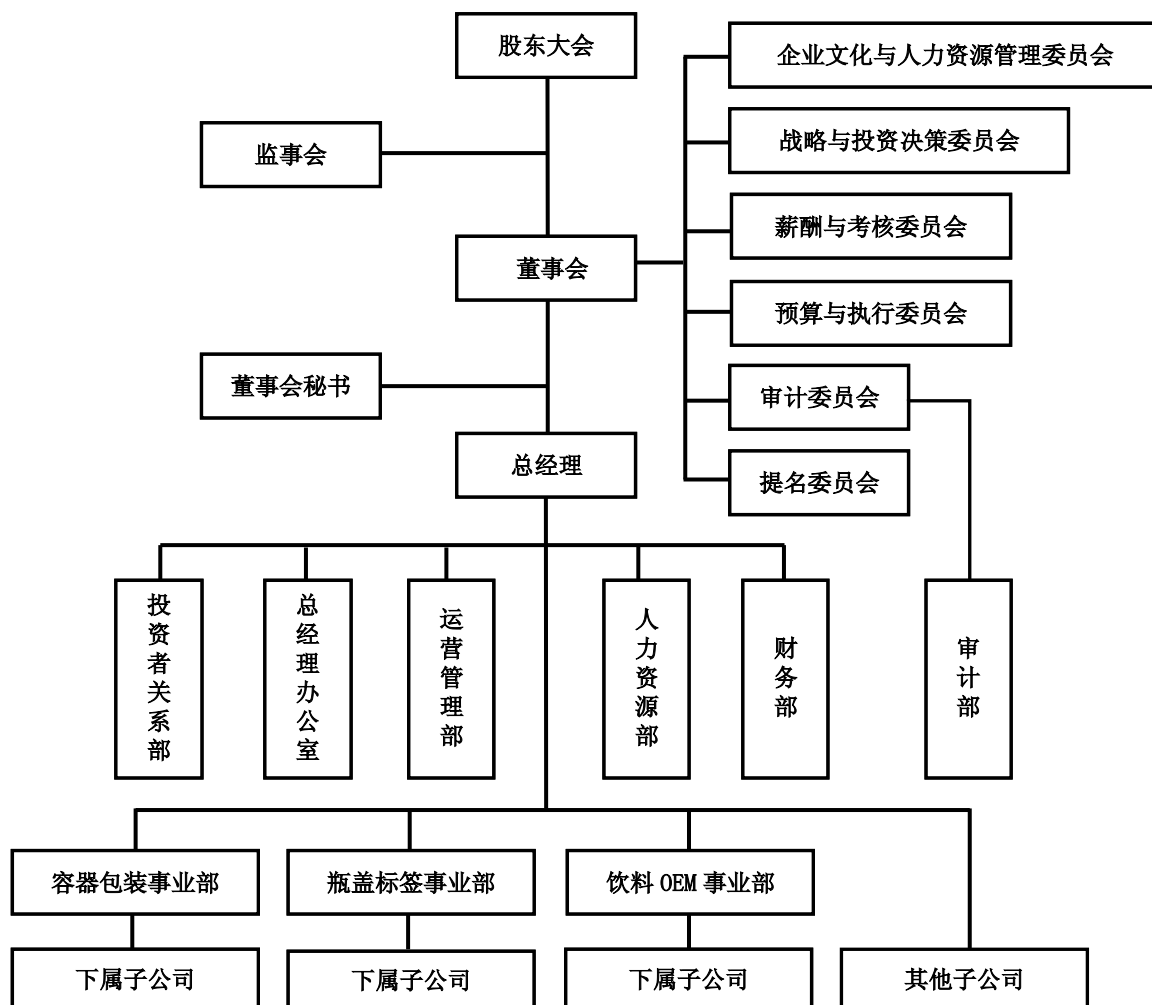 股东大会
企业文化与人力资源管理委员会
战略与投资决策委员会
监事会
薪酬与考核委员会
董事会
预算与执行委员会
董事会秘书
审计委员会
总经理
提名委员会
投资者关系部
总经理办公室
运营管理部
人力资源部
财务部
审计部
容器包装事业部
瓶盖标签事业部
饮料 OEM 事业部
下属子公司
下属子公司
下属子公司
其他子公司